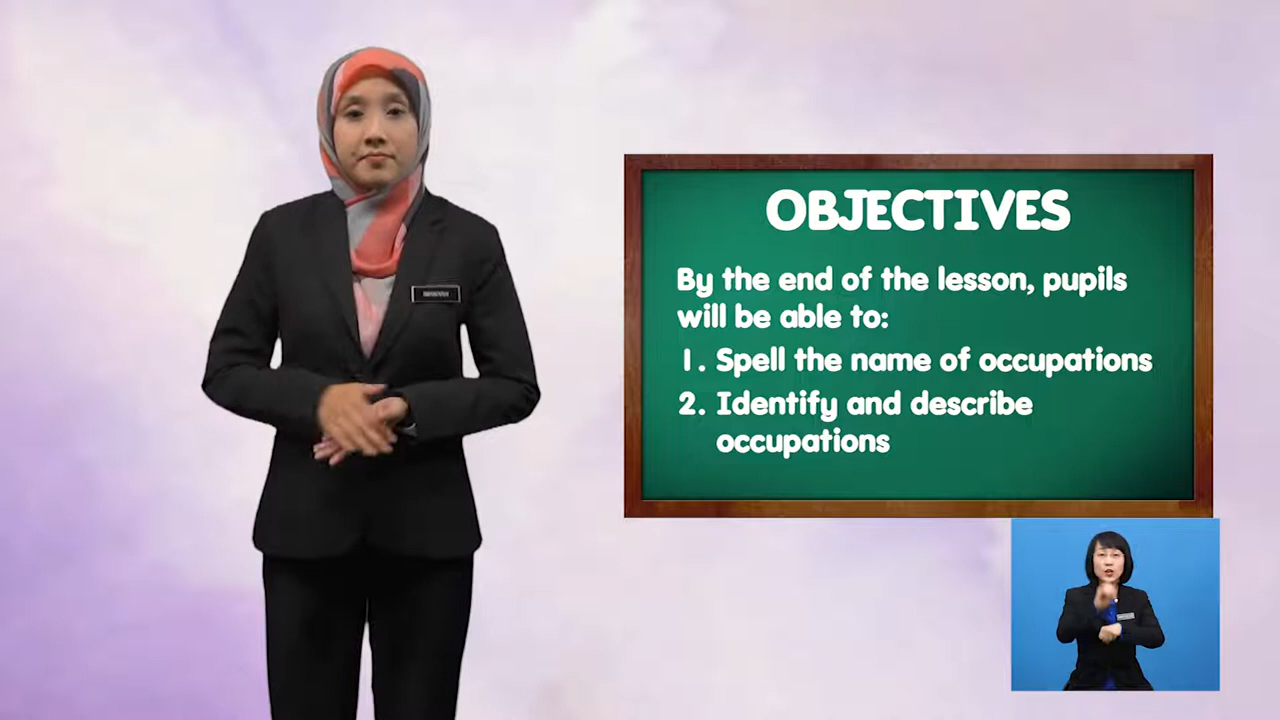 OBJECTIVES
By the end of the lesson, pupils
will be able to:
1. Spell the name of occupations
2. Identify and describe
occupations